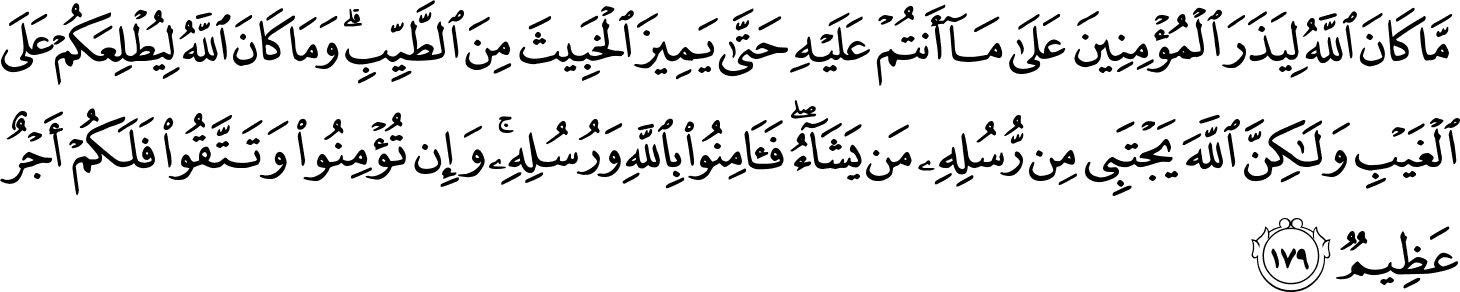 مَّا كَانَ ٱللَّهُ لِيَذَرَ ٱلْمُؤْمِنِينَ عَلَىٰ مَآ أَنتُمْ عَلَيْهِ حَتَّىٰ يَمِيزَ ٱلْخَبِيثَ مِنَ ٱلطَّيِّبِ ۗ وَمَا كَانَ ٱللَّهُ لِيُطْلِعَكُمْ عَلَى
ٱلْغَيْبِ وَلَـٰكِنَّ ٱللَّهَ يَجْتَبِى مِن رُّسُلِهِۦ مَن يَشَآءُ ۖ فَـَٔامِنُوا۟ بِٱللَّهِ وَرُسُلِهِۦ ۚ وَإِن تُؤْمِنُوا۟ وَتَتَّقُوا۟ فَلَكُمْ أَجْرٌ
عَظِيمٌ ١٧٩